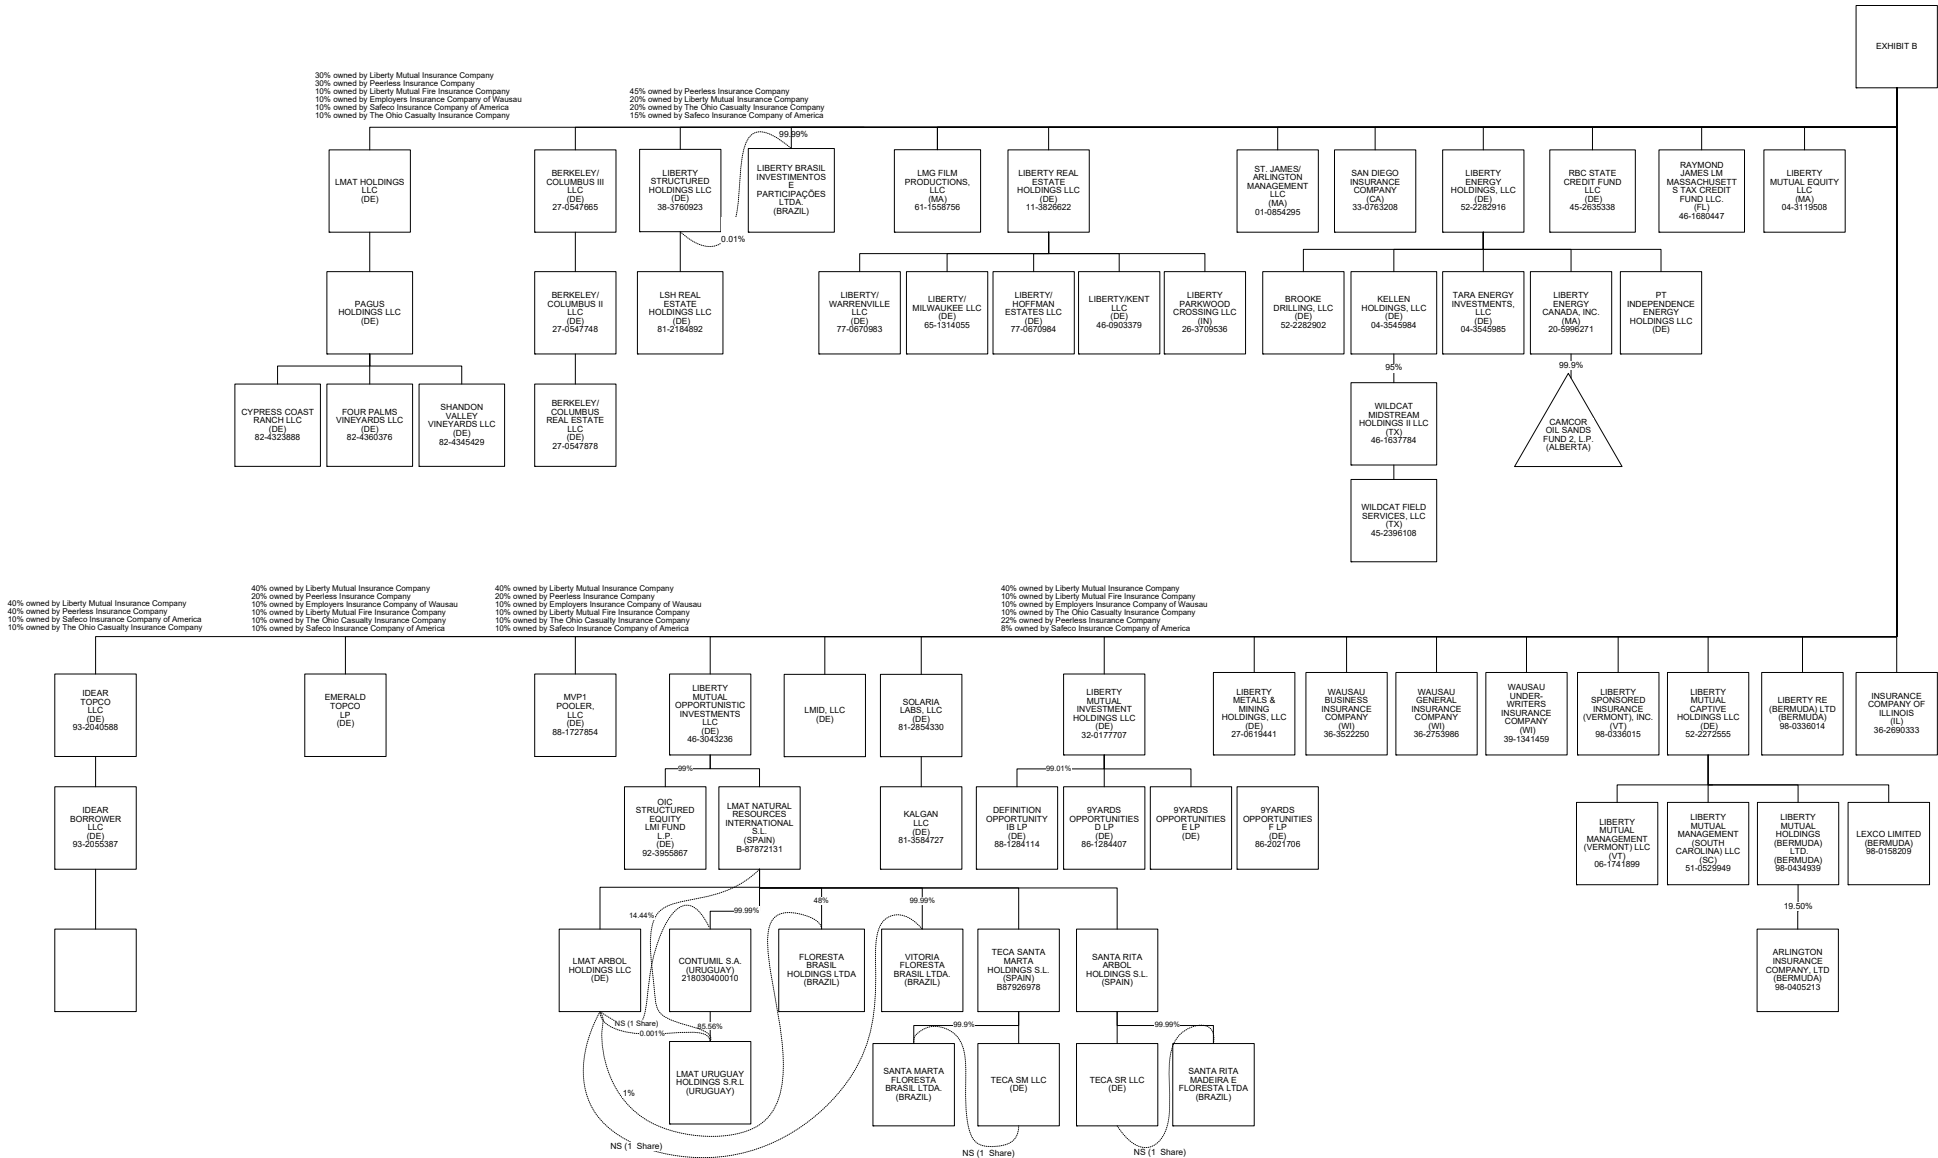 EXHIBIT B
30% owned by Liberty Mutual Insurance Company
30% owned by Peerless Insurance Company
10% owned by Liberty Mutual Fire Insurance Company
10% owned by Employers Insurance Company of Wausau
10% owned by Safeco Insurance Company of America
10% owned by The Ohio Casualty Insurance Company
45% owned by Peerless Insurance Company
20% owned by Liberty Mutual Insurance Company
20% owned by The Ohio Casualty Insurance Company
15% owned by Safeco Insurance Company of America
99.99%
LMAT HOLDINGS
LLC
(DE)
BERKELEY/
COLUMBUS III
LLC
(DE)
27-0547665
LIBERTY
STRUCTURED
HOLDINGS LLC
(DE)
38-3760923
LIBERTY BRASIL
INVESTIMENTOS
E
PARTICIPAÇÕES
LTDA.
(BRAZIL)
LMG FILM
PRODUCTIONS,
LLC
(MA)
61-1558756
LIBERTY REAL
ESTATE
HOLDINGS LLC
(DE)
11-3826622
ST. JAMES/
ARLINGTON
MANAGEMENT
LLC
(MA)
01-0854295
SAN DIEGO
INSURANCE
COMPANY
(CA)
33-0763208
LIBERTY
ENERGY
HOLDINGS, LLC
(DE)
52-2282916
RBC STATE
CREDIT FUND
LLC
(DE)
45-2635338
RAYMOND
JAMES LM
MASSACHUSETT
S TAX CREDIT
FUND LLC.
(FL)
46-1680447
LIBERTY
MUTUAL EQUITY
LLC
(MA)
04-3119508
0.01%
PAGUS
HOLDINGS LLC
(DE)
BERKELEY/
COLUMBUS II
LLC
(DE)
27-0547748
LSH REAL
ESTATE
HOLDINGS LLC
(DE)
81-2184892
LIBERTY/
WARRENVILLE
LLC
(DE)
77-0670983
LIBERTY/
MILWAUKEE LLC
(DE)
65-1314055
LIBERTY/
HOFFMAN
ESTATES LLC
(DE)
77-0670984
LIBERTY/KENT
LLC
(DE)
46-0903379
LIBERTY
PARKWOOD
CROSSING LLC
(IN)
26-3709536
BROOKE
DRILLING, LLC
(DE)
52-2282902
KELLEN
HOLDINGS, LLC
(DE)
04-3545984
TARA ENERGY
INVESTMENTS,
LLC
(DE)
04-3545985
LIBERTY
ENERGY
CANADA, INC.
(MA)
20-5996271
PT
INDEPENDENCE
ENERGY
HOLDINGS LLC
(DE)
95%
99.9%
CYPRESS COAST
RANCH LLC
(DE)
82-4323888
FOUR PALMS
VINEYARDS LLC
(DE)
82-4360376
SHANDON
VALLEY
VINEYARDS LLC
(DE)
82-4345429
BERKELEY/
COLUMBUS
REAL ESTATE
LLC
(DE)
27-0547878
WILDCAT
MIDSTREAM
HOLDINGS II LLC
(TX)
46-1637784
CAMCOR
OIL SANDS
FUND 2, L.P.
(ALBERTA)
WILDCAT FIELD
SERVICES, LLC
(TX)
45-2396108
40% owned by Liberty Mutual Insurance Company
40% owned by Peerless Insurance Company
10% owned by Safeco Insurance Company of America
10% owned by The Ohio Casualty Insurance Company
40% owned by Liberty Mutual Insurance Company
20% owned by Peerless Insurance Company
10% owned by Employers Insurance Company of Wausau
10% owned by Liberty Mutual Fire Insurance Company
10% owned by The Ohio Casualty Insurance Company
10% owned by Safeco Insurance Company of America
40% owned by Liberty Mutual Insurance Company
20% owned by Peerless Insurance Company
10% owned by Employers Insurance Company of Wausau
10% owned by Liberty Mutual Fire Insurance Company
10% owned by The Ohio Casualty Insurance Company
10% owned by Safeco Insurance Company of America
40% owned by Liberty Mutual Insurance Company
10% owned by Liberty Mutual Fire Insurance Company
10% owned by Employers Insurance Company of Wausau
10% owned by The Ohio Casualty Insurance Company
22% owned by Peerless Insurance Company
8% owned by Safeco Insurance Company of America
IDEAR
TOPCO
LLC
(DE)
93-2040588
EMERALD
TOPCO
LP
(DE)
MVP1
POOLER,
LLC
(DE)
88-1727854
LIBERTY
MUTUAL
OPPORTUNISTIC
INVESTMENTS
LLC
(DE)
46-3043236
LMID, LLC
(DE)
SOLARIA
LABS, LLC
(DE)
81-2854330
LIBERTY
MUTUAL
INVESTMENT
HOLDINGS LLC
(DE)
32-0177707
LIBERTY
METALS &
MINING
HOLDINGS, LLC
(DE)
27-0619441
WAUSAU
BUSINESS
INSURANCE
COMPANY
(WI)
36-3522250
WAUSAU
GENERAL
INSURANCE
COMPANY
(WI)
36-2753986
WAUSAU
UNDER-
WRITERS
INSURANCE
COMPANY
(WI)
39-1341459
LIBERTY
SPONSORED
INSURANCE
(VERMONT), INC.
(VT)
98-0336015
LIBERTY
MUTUAL
CAPTIVE
HOLDINGS LLC
(DE)
52-2272555
LIBERTY RE
(BERMUDA) LTD
(BERMUDA)
98-0336014
INSURANCE
COMPANY OF
ILLINOIS
(IL)
36-2690333
99%
99.01%
IDEAR
BORROWER
LLC
(DE)
93-2055387
OIC
STRUCTURED
EQUITY
LMI FUND
L.P.
(DE)
92-3955867
LMAT NATURAL
RESOURCES
INTERNATIONAL
S.L.
(SPAIN)
B-87872131
KALGAN
LLC
(DE)
81-3584727
DEFINITION
OPPORTUNITY
IB LP
(DE)
88-1284114
9YARDS
OPPORTUNITIES
D LP
(DE)
86-1284407
9YARDS
OPPORTUNITIES
E LP
(DE)
9YARDS
OPPORTUNITIES
F LP
(DE)
86-2021706
LIBERTY
MUTUAL
MANAGEMENT
(VERMONT) LLC
(VT)
06-1741899
LIBERTY
MUTUAL
MANAGEMENT
(SOUTH
CAROLINA) LLC
(SC)
51-0529949
LIBERTY
MUTUAL
HOLDINGS
(BERMUDA)
LTD.
(BERMUDA)
98-0434939
LEXCO LIMITED
(BERMUDA)
98-0158209
14.44%
99.99%
48%
99.99%
19.50%
LMAT ARBOL
HOLDINGS LLC
(DE)
CONTUMIL S.A.
(URUGUAY)
218030400010
FLORESTA
BRASIL
HOLDINGS LTDA
(BRAZIL)
VITORIA
FLORESTA
BRASIL LTDA.
(BRAZIL)
TECA SANTA
MARTA
HOLDINGS S.L.
(SPAIN)
B87926978
SANTA RITA
ARBOL
HOLDINGS S.L.
(SPAIN)
ARLINGTON
INSURANCE
COMPANY, LTD
(BERMUDA)
98-0405213
NS (1 Share)
0.001%
85.56%
99.9%
99.99%
LMAT URUGUAY
HOLDINGS S.R.L
(URUGUAY)
SANTA MARTA
FLORESTA
BRASIL LTDA.
(BRAZIL)
TECA SM LLC
(DE)
TECA SR LLC
(DE)
SANTA RITA
MADEIRA E
FLORESTA LTDA
(BRAZIL)
1%
NS (1 Share)
NS (1 Share)
NS (1 Share)